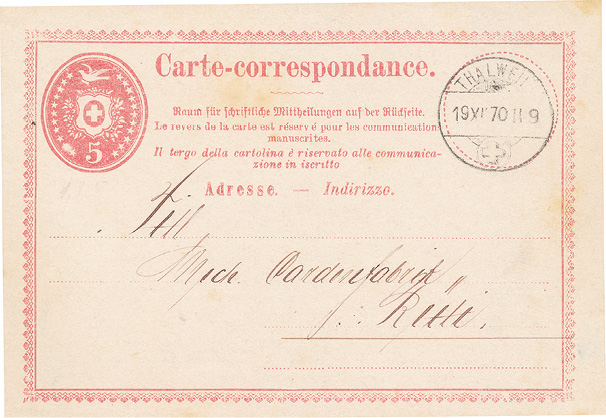 Carte-correspondance.
5
THALWEIL
19 XI 70 II 9
Raum für schriftliche Mittheilungen auf der Rückseite.
Le revers de la carte est réservé pour les communication
manuscrites.
Il tergo della cartolina è riservato alle communica-
zione in iscritto
Adresse. — Indirizzo.
Mech. Cardenfabrik